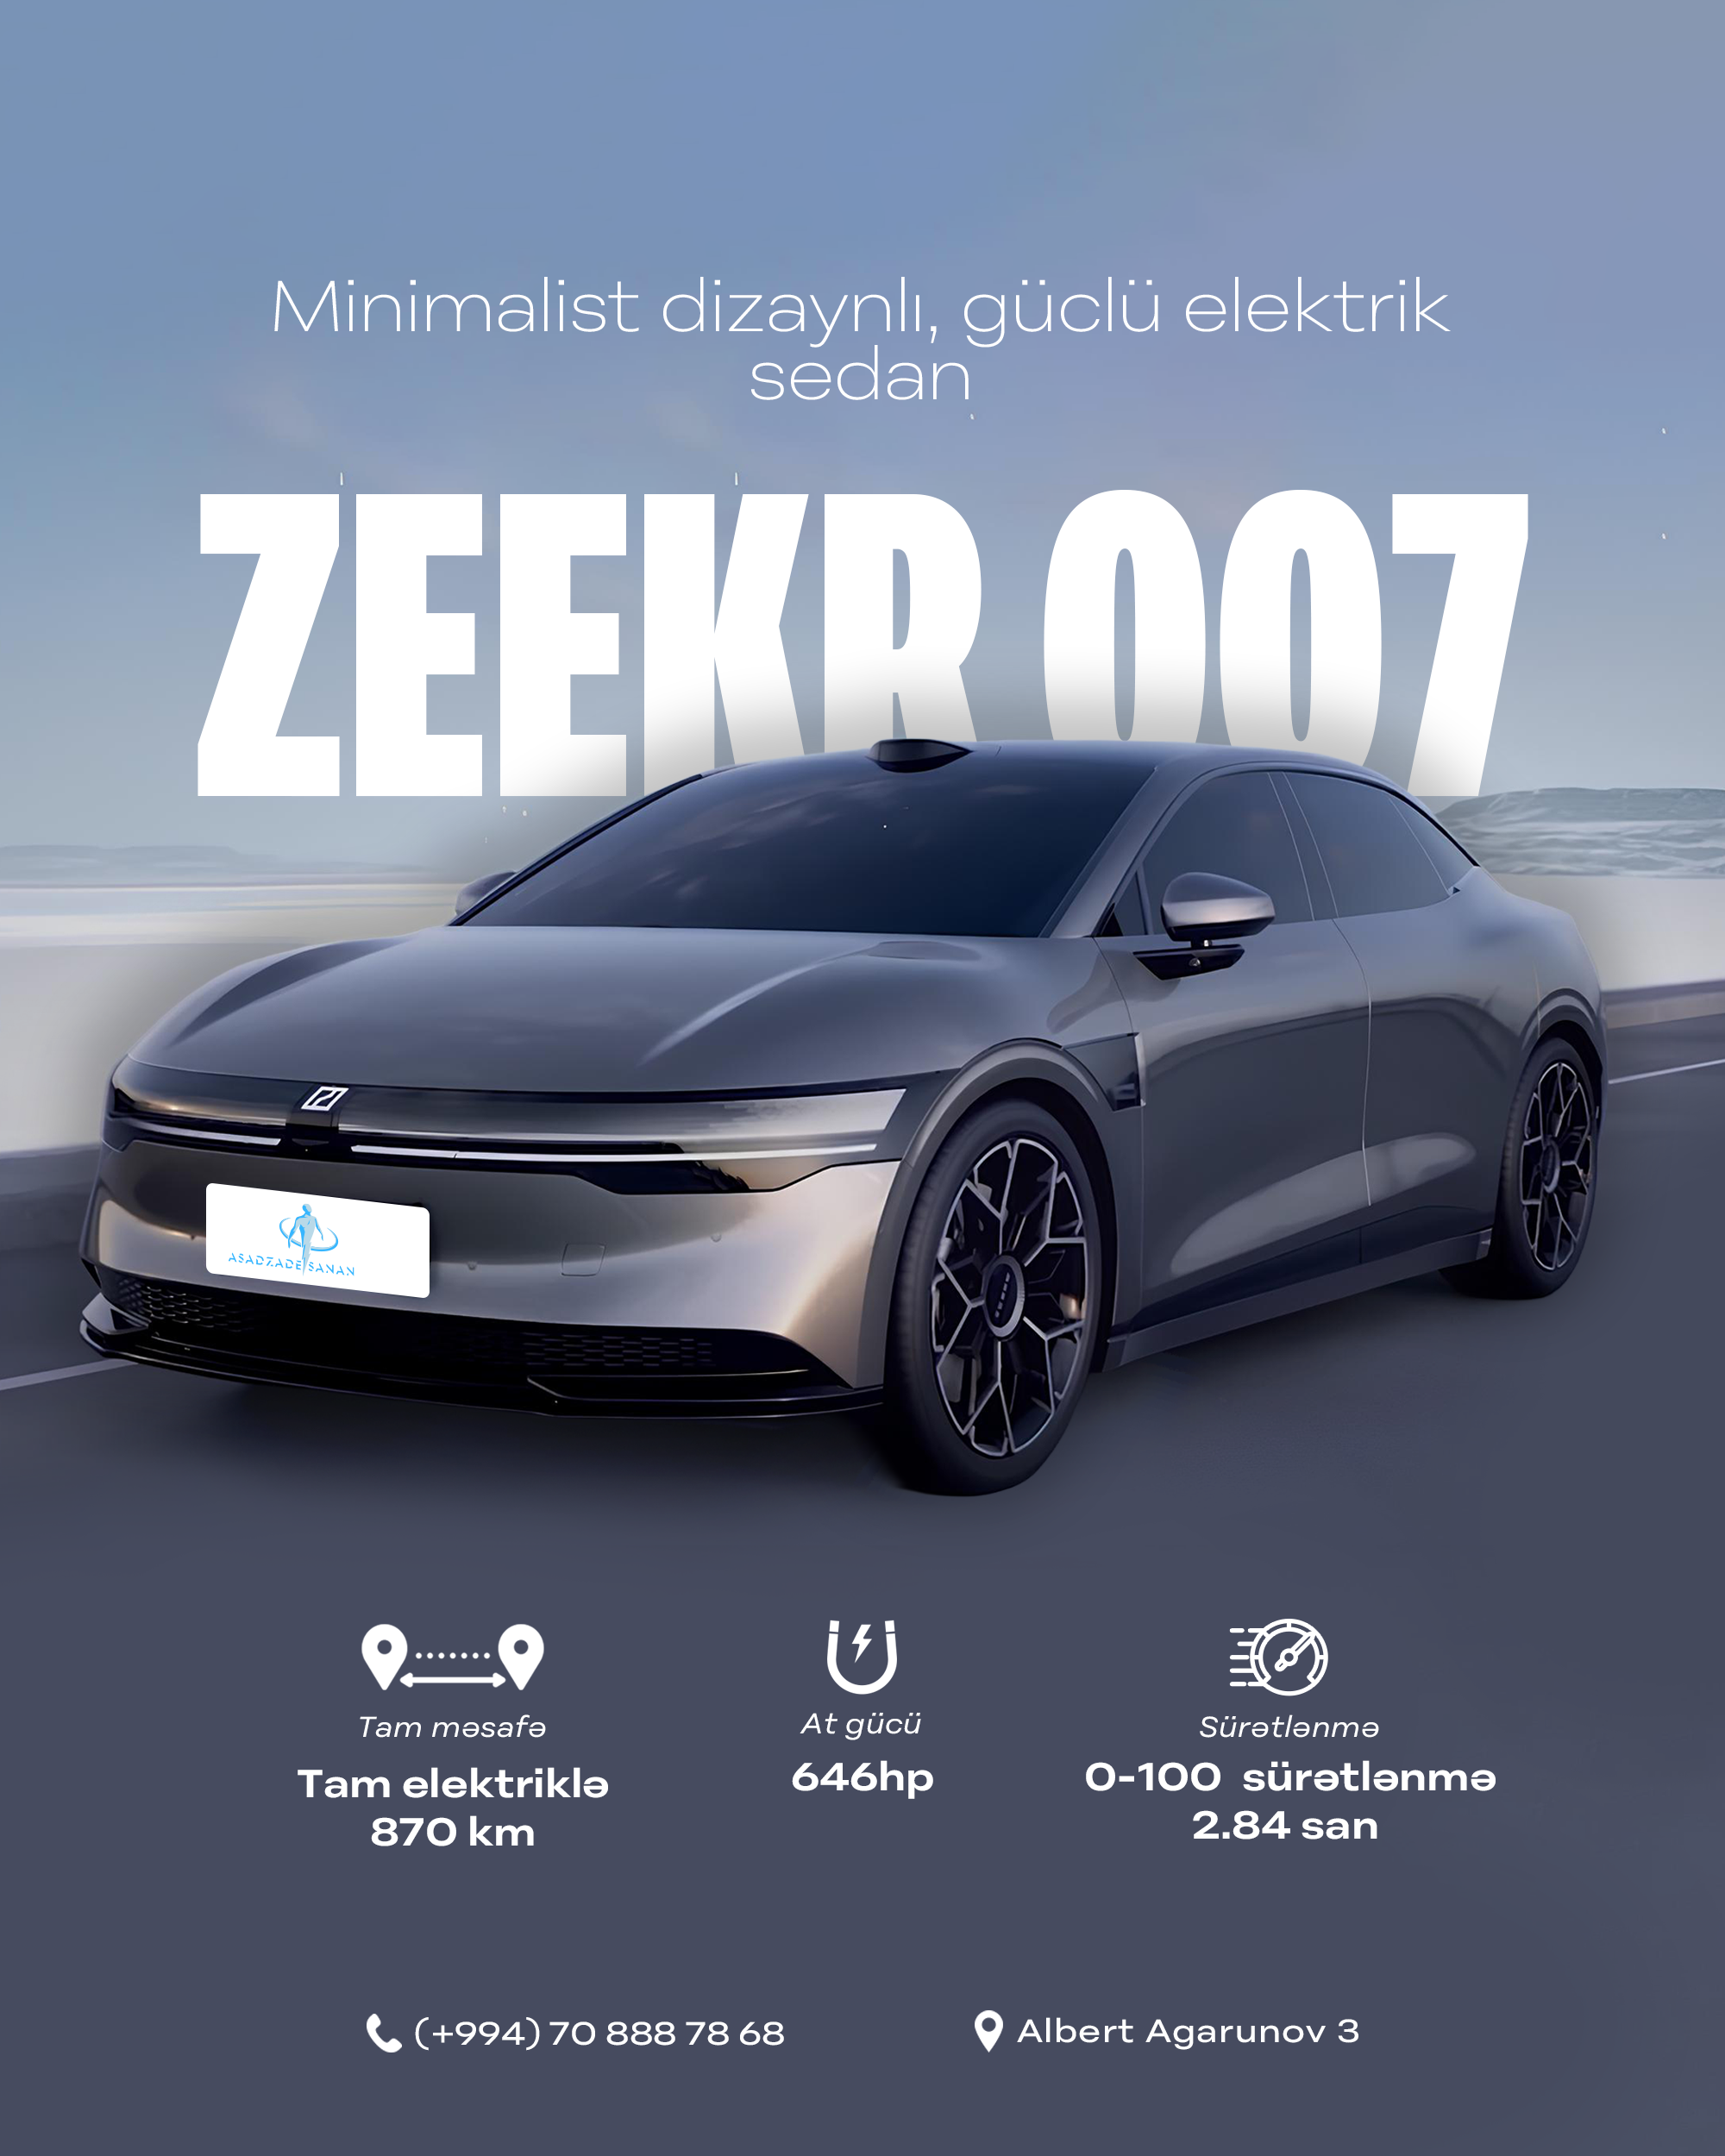 Minimalist dizaynlı, güclü elektrik
sedan
ZEEKR 007
ASADZADE SANAN
Tam məsafə
Tam elektriklə
870 km
At gücü
646hp
Sürətlənmə
0-100 sürətlənmə
2.84 san
(+994) 70 888 78 68
Albert Agarunov 3